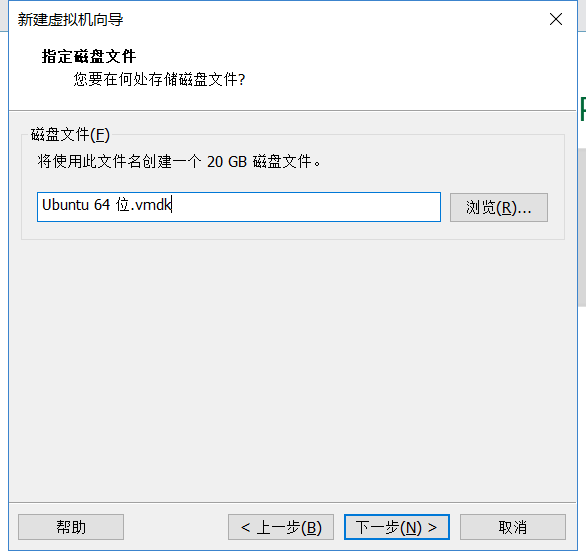 新建虚拟机向导
指定磁盘文件
您要在何处存储磁盘文件?
磁盘文件(F)
将使用此文件名创建一个 20 GB 磁盘文件。
Ubuntu 64 位.vmdk
浏览(R)...
帮助
< 上一步(B)
下一步(N) >
取消